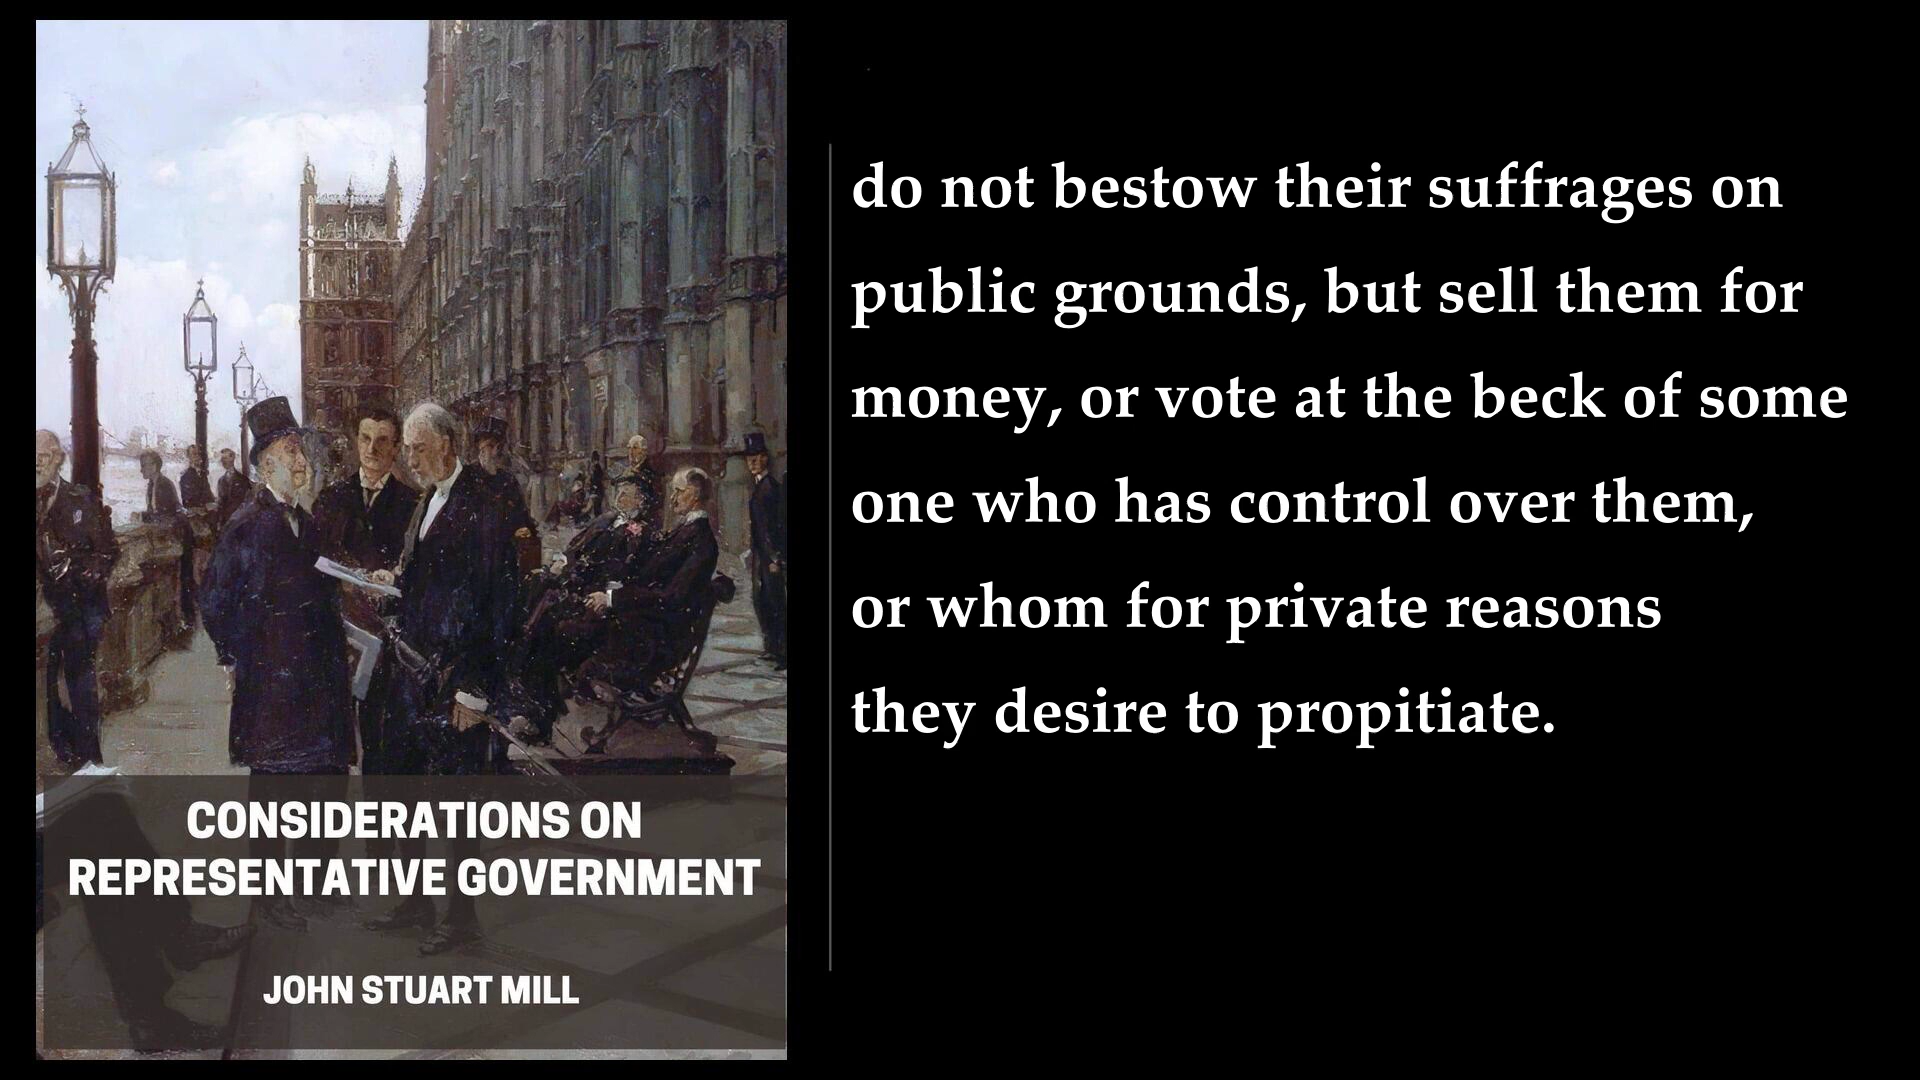 CONSIDERATIONS ON
REPRESENTATIVE GOVERNMENT
JOHN STUART MILL
do not bestow their suffrages on
public grounds, but sell them for
money, or vote at the beck of some
one who has control over them,
or whom for private reasons
they desire to propitiate.